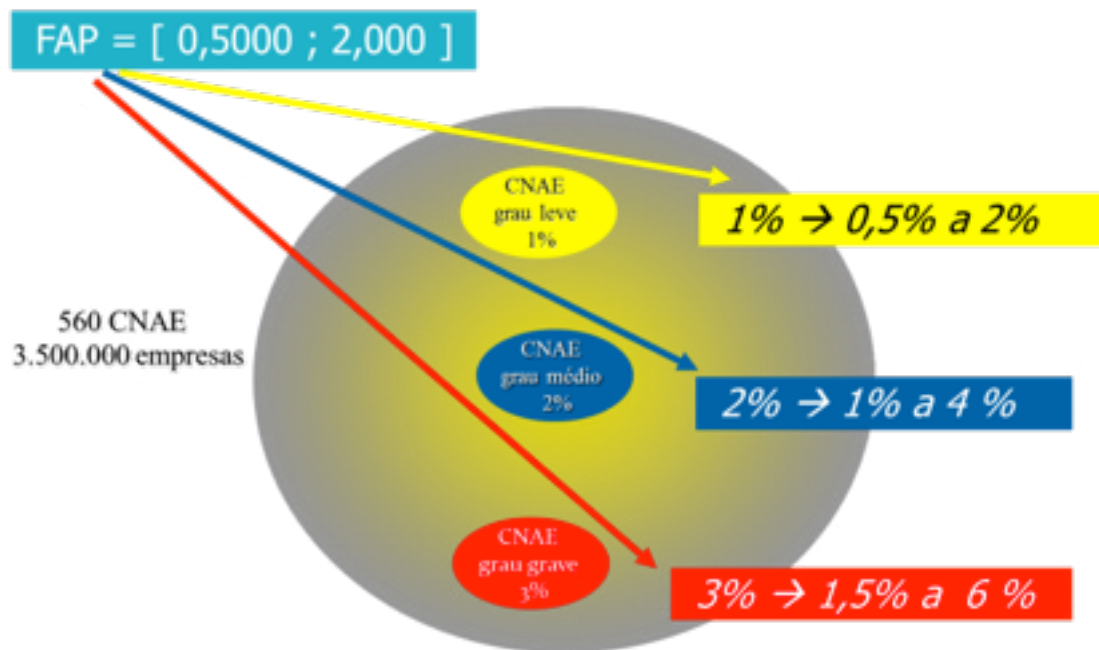 FAP = [ 0,5000 ; 2,000 ]
CNAE
grau leve
1%
1% → 0,5% a 2%
560 CNAE
3.500.000 empresas
CNAE
grau médio
2%
2% → 1% a 4 %
CNAE
grau grave
3%
3% → 1,5% a 6 %